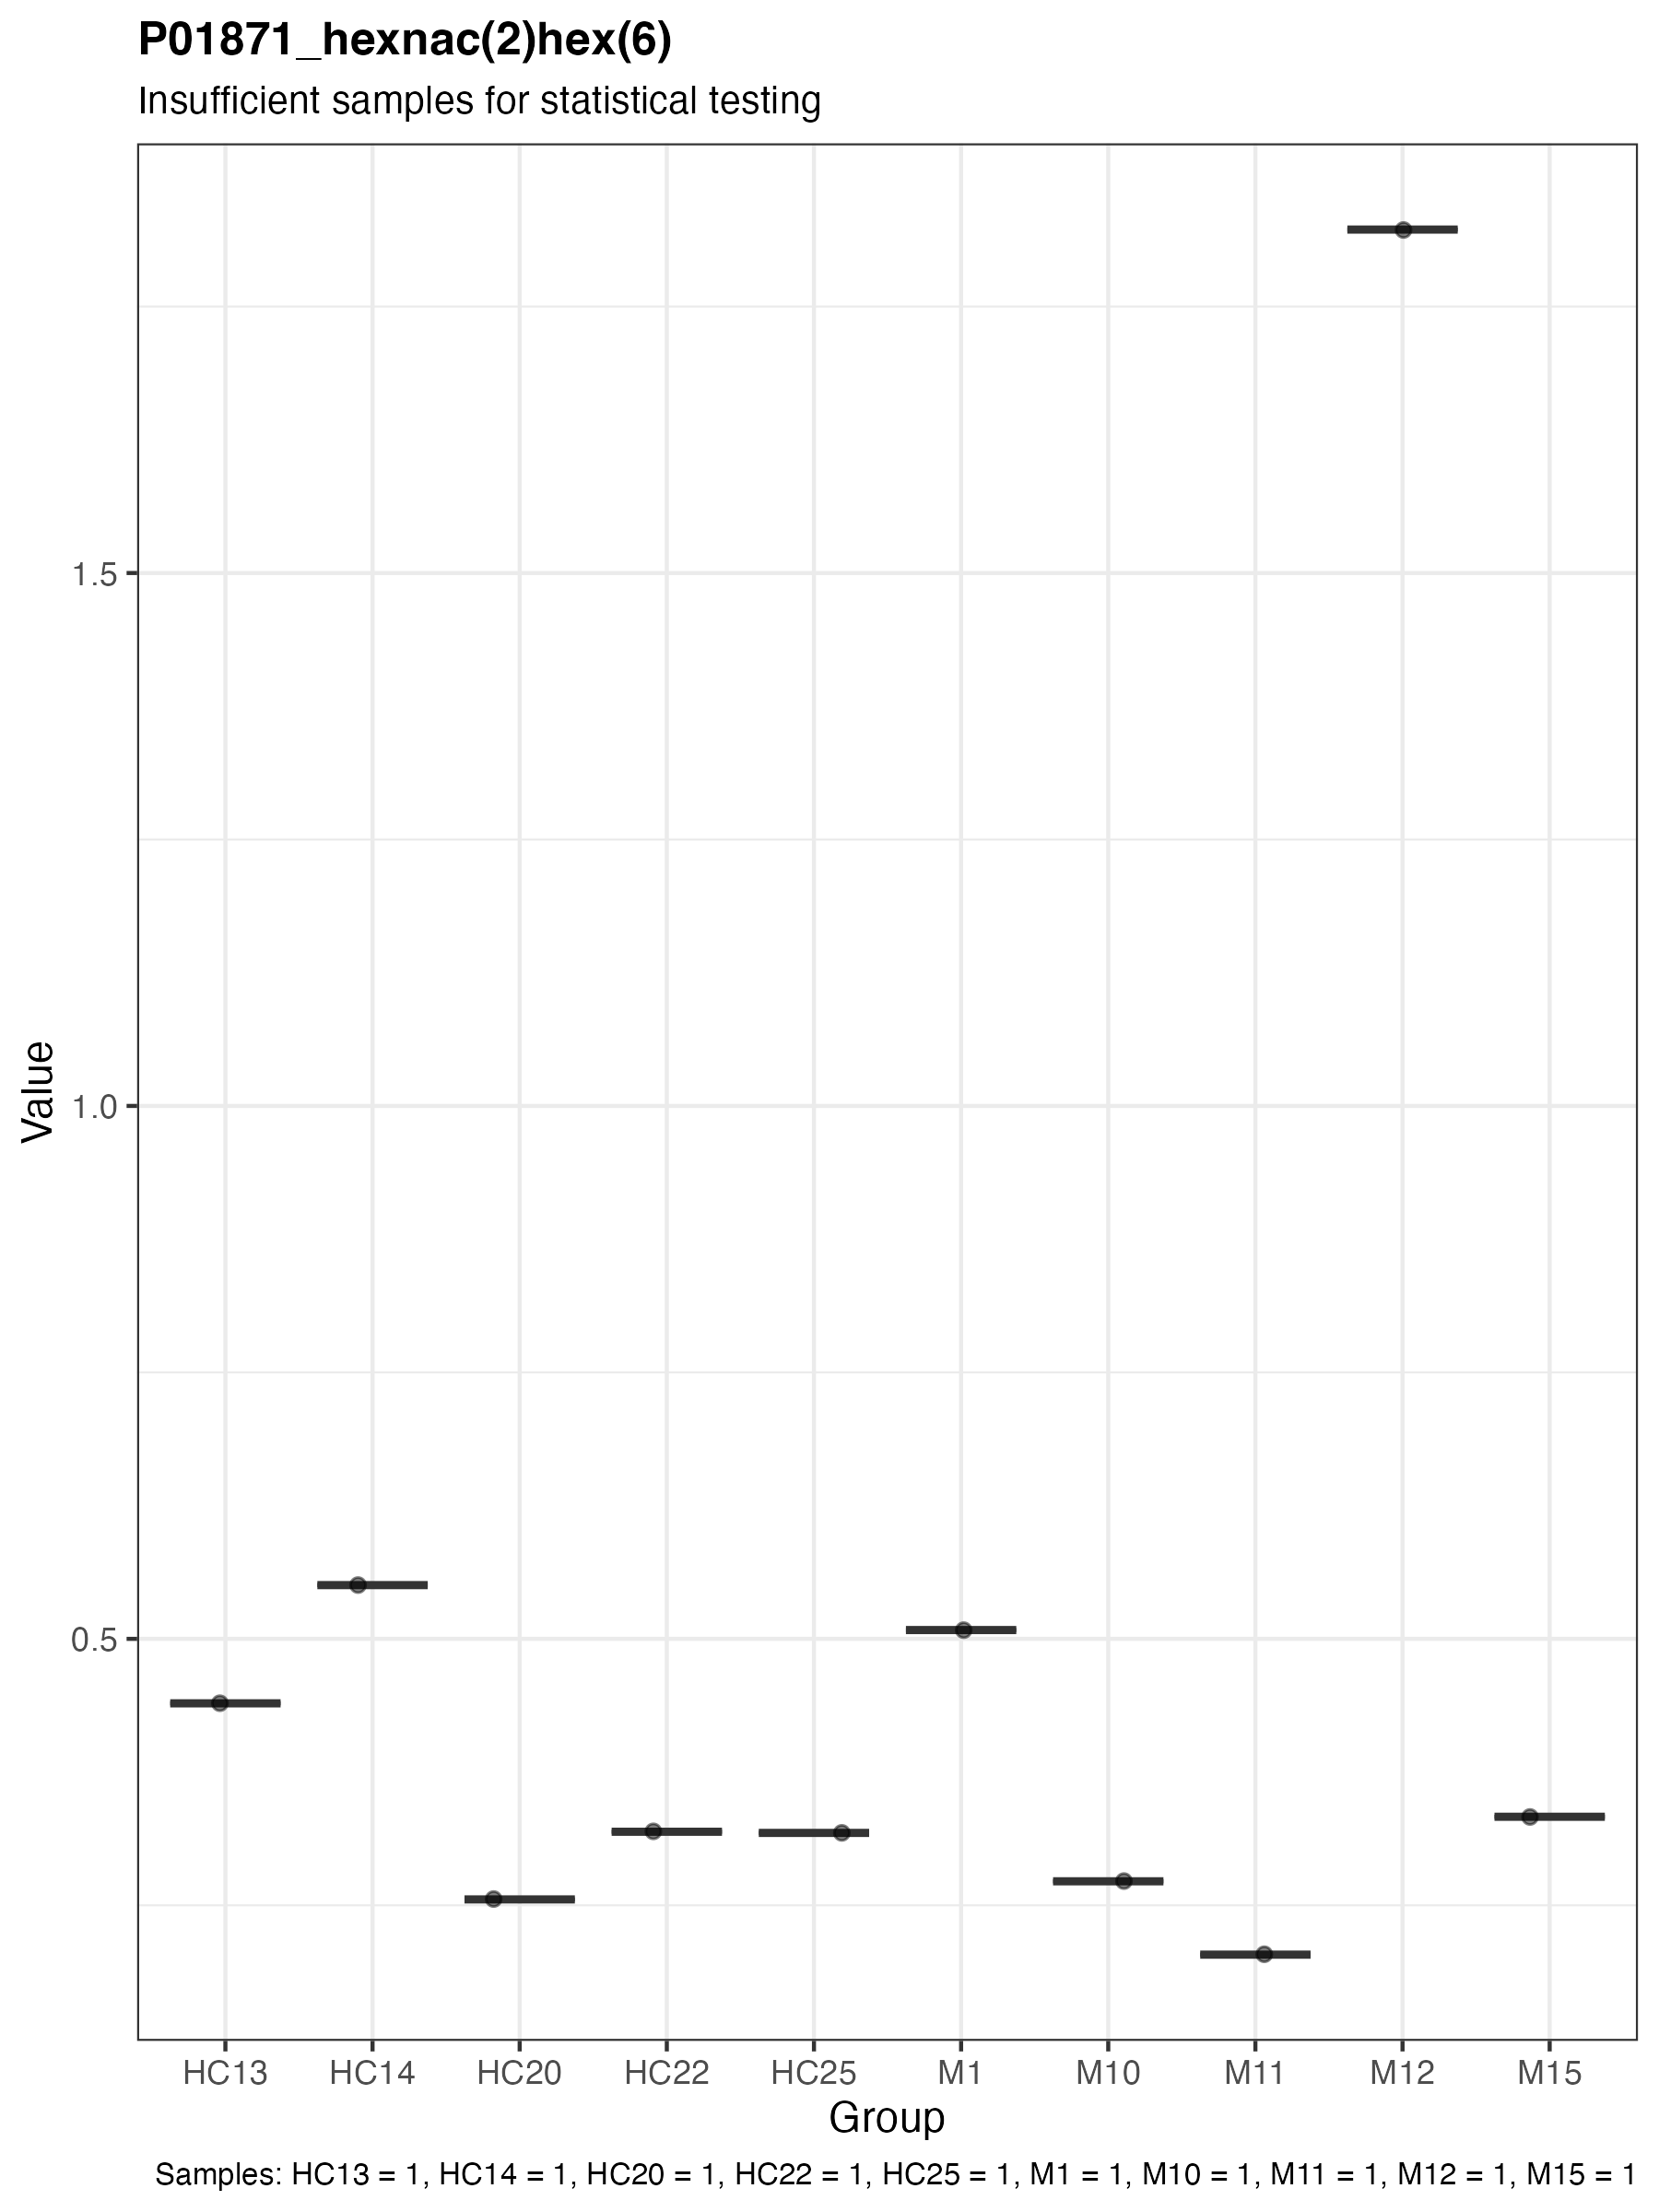 P01871_hexnac(2)hex(6)
Insufficient samples for statistical testing
Value
1.5
1.0
0.5
HC13 HC14 HC20 HC22 HC25 M1 M10 M11 M12 M15
Group
Samples: HC13 = 1, HC14 = 1, HC20 = 1, HC22 = 1, HC25 = 1, M1 = 1, M10 = 1, M11 = 1, M12 = 1, M15 = 1